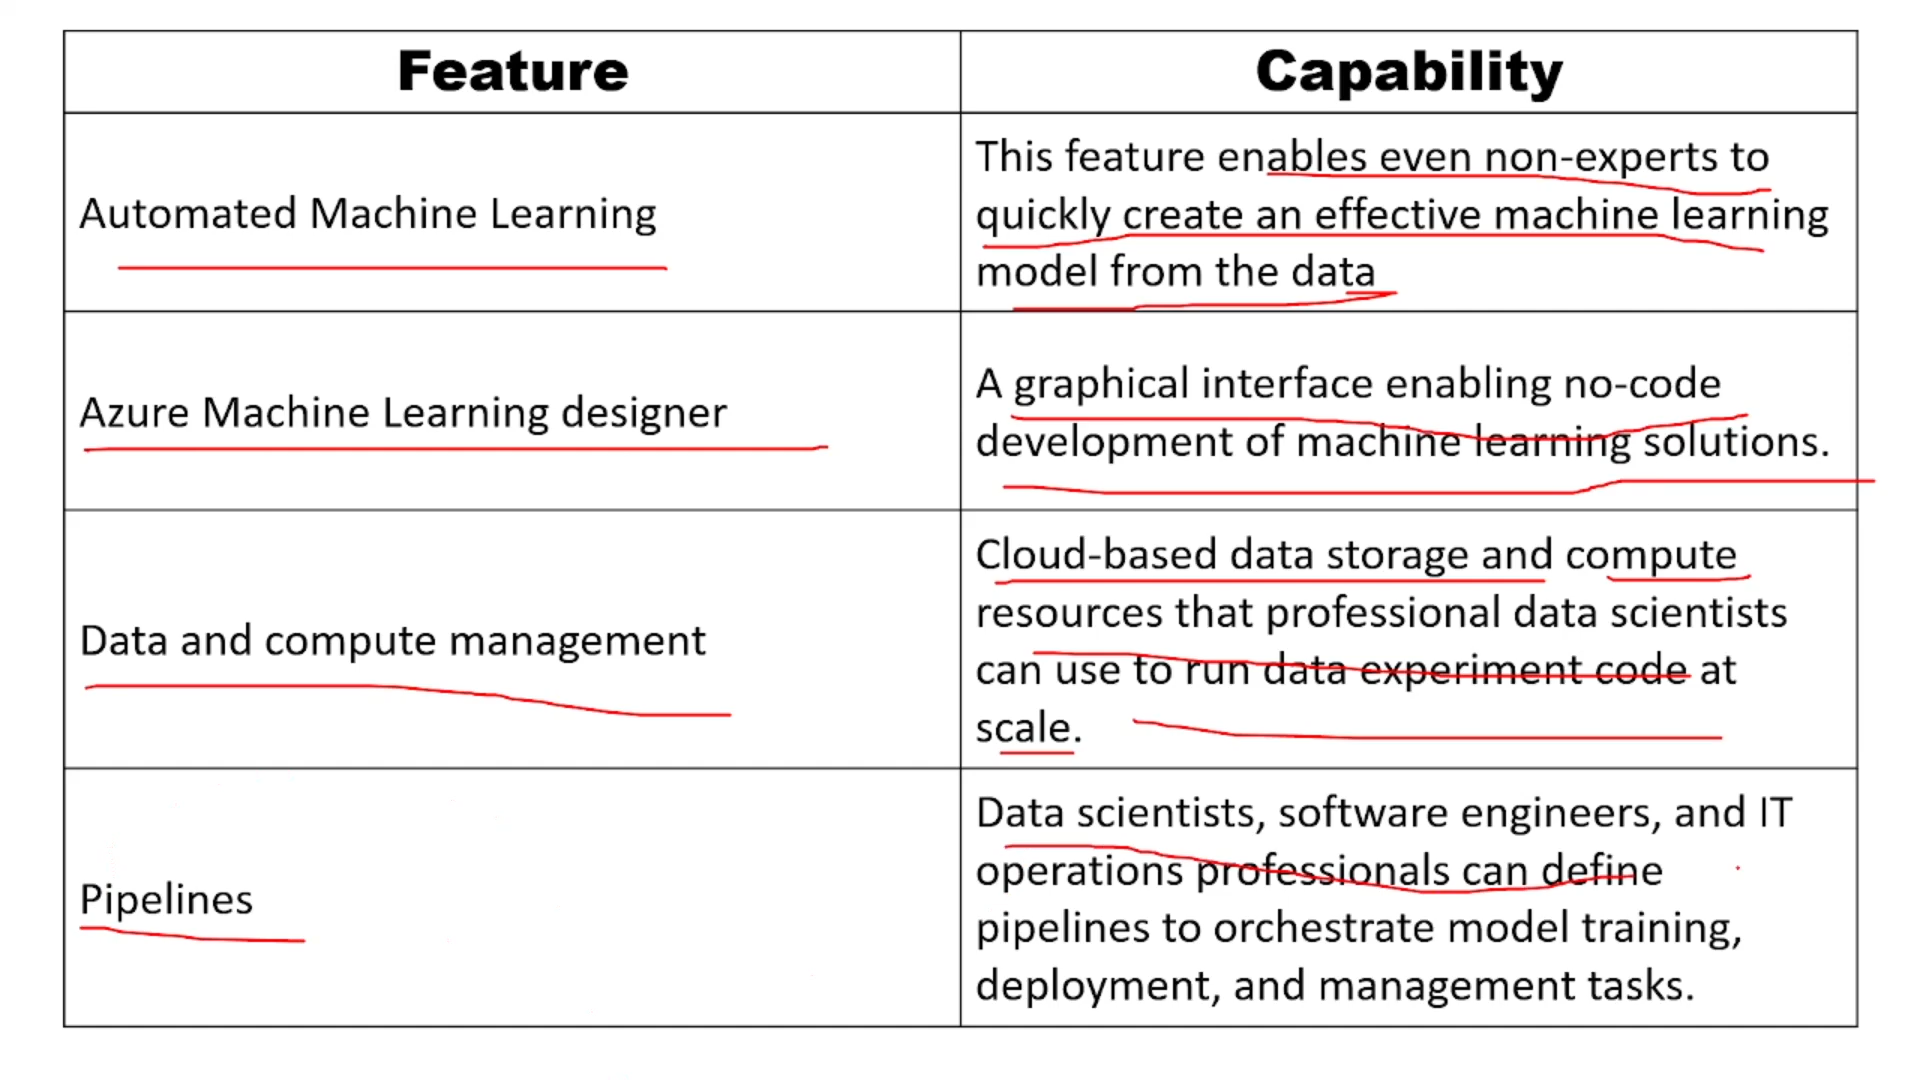 Feature
Capability
Automated Machine Learning
This feature enables even non-experts to
quickly create an effective machine learning
model from the data
Azure Machine Learning designer
A graphical interface enabling no-code
development of machine learning solutions.
Data and compute management
Cloud-based data storage and compute
resources that professional data scientists
can use to run data experiment code at
scale.
Pipelines
Data scientists, software engineers, and IT
operations professionals can define
pipelines to orchestrate model training,
deployment, and management tasks.